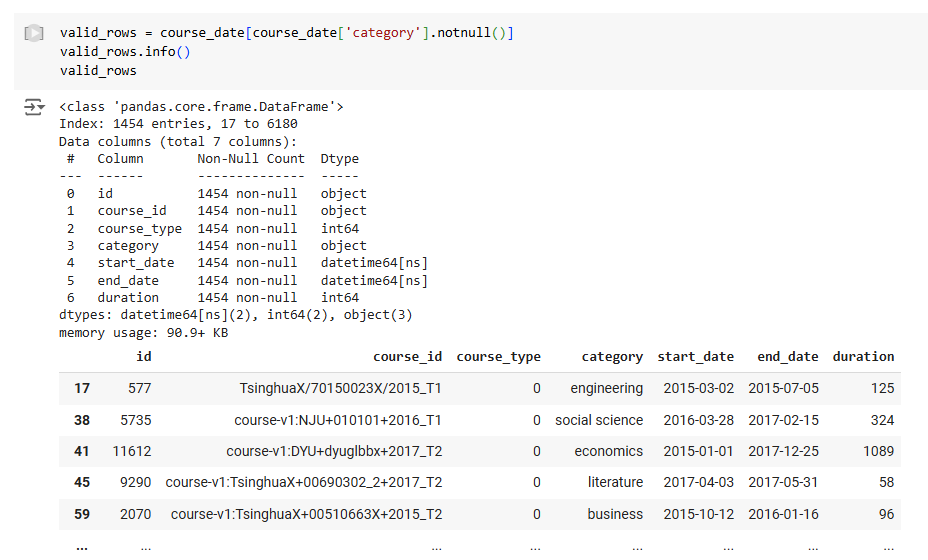 valid_rows = course_date[course_date['category'].notnull()]
valid_rows.info()
valid_rows
<class 'pandas.core.frame.DataFrame'>
Index: 1454 entries, 17 to 6180
Data columns (total 7 columns):
 #   Column       Non-Null Count  Dtype
---  ------       --------------  -----
 0   id           1454 non-null   object
 1   course_id    1454 non-null   object
 2   course_type  1454 non-null   int64
 3   category     1454 non-null   object
 4   start_date   1454 non-null   datetime64[ns]
 5   end_date     1454 non-null   datetime64[ns]
 6   duration     1454 non-null   int64
dtypes: datetime64[ns](2), int64(2), object(3)
memory usage: 90.9+ KB
id course_id course_type category start_date end_date duration
17 577 TsinghuaX/70150023X/2015_T1 0 engineering 2015-03-02 2015-07-05 125
38 5735 course-v1:NJU+010101+2016_T1 0 social science 2016-03-28 2017-02-15 324
41 11612 course-v1:DYU+dyuglbbx+2017_T2 0 economics 2015-01-01 2017-12-25 1089
45 9290 course-v1:TsinghuaX+00690302_2+2017_T2 0 literature 2017-04-03 2017-05-31 58
59 2070 course-v1:TsinghuaX+00510663X+2015_T2 0 business 2015-10-12 2016-01-16 96
... ... ... ... ... ... ... ...